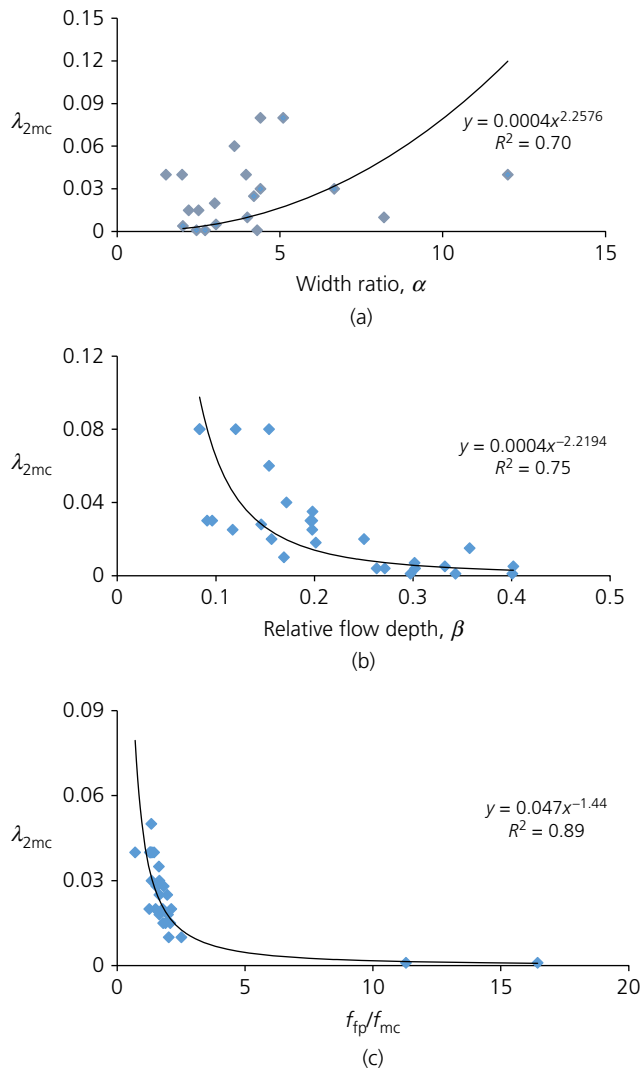 0.15
0.12
0.09
λ2mc
0.06
0.03
0
0 5 10 15
y = 0.0004x^2.2576
R² = 0.70
Width ratio, α
(a)
0.12
0.08
λ2mc
0.04
0
0 0.1 0.2 0.3 0.4 0.5
y = 0.0004x^−2.2194
R² = 0.75
Relative flow depth, β
(b)
0.09
0.06
λ2mc
0.03
0
0 5 10 15 20
y = 0.047x^−1.44
R² = 0.89
ffp/fmc
(c)